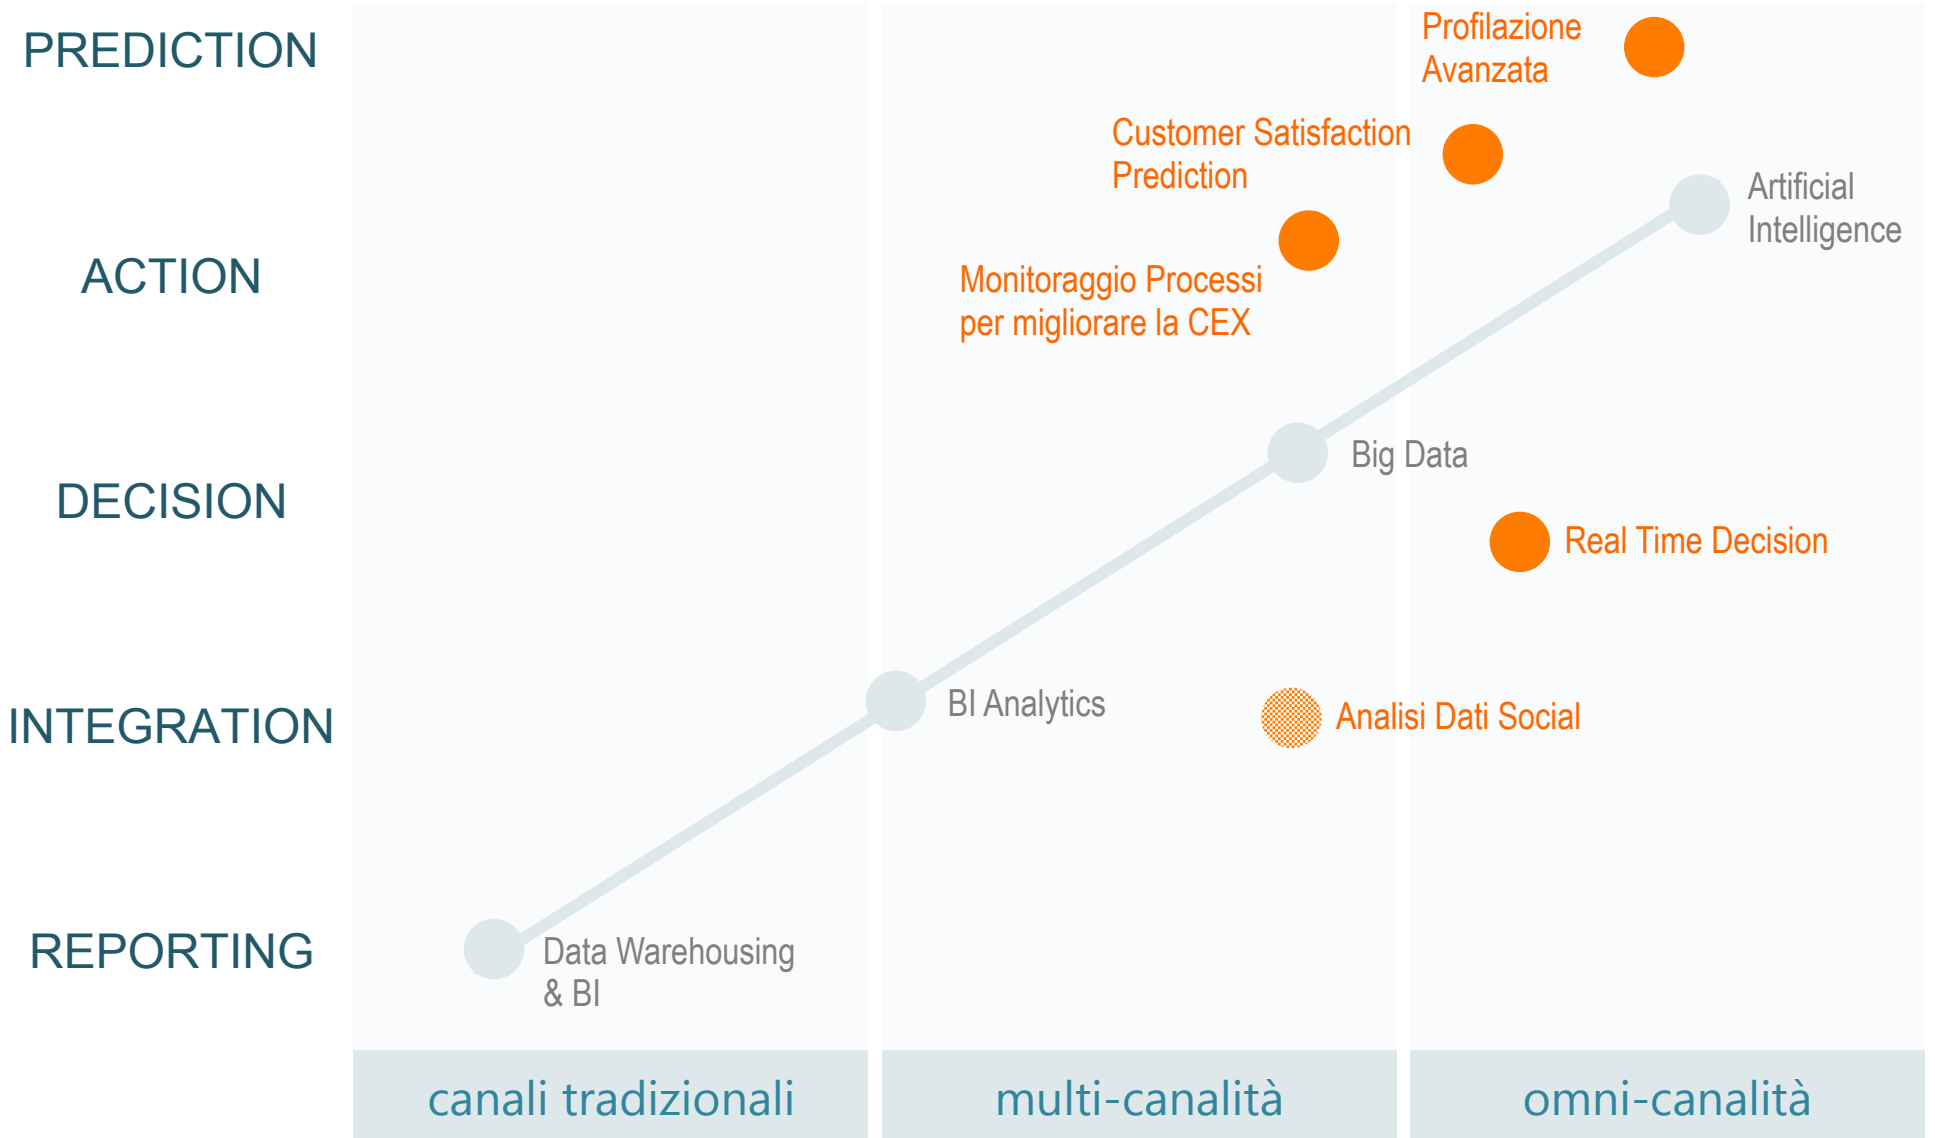 PREDICTION
Profilazione
Avanzata
Customer Satisfaction
Prediction
Artificial
Intelligence
ACTION
Monitoraggio Processi
per migliorare la CEX
Big Data
DECISION
Real Time Decision
INTEGRATION
BI Analytics
Analisi Dati Social
REPORTING
Data Warehousing
& BI
canali tradizionali
multi-canalità
omni-canalità